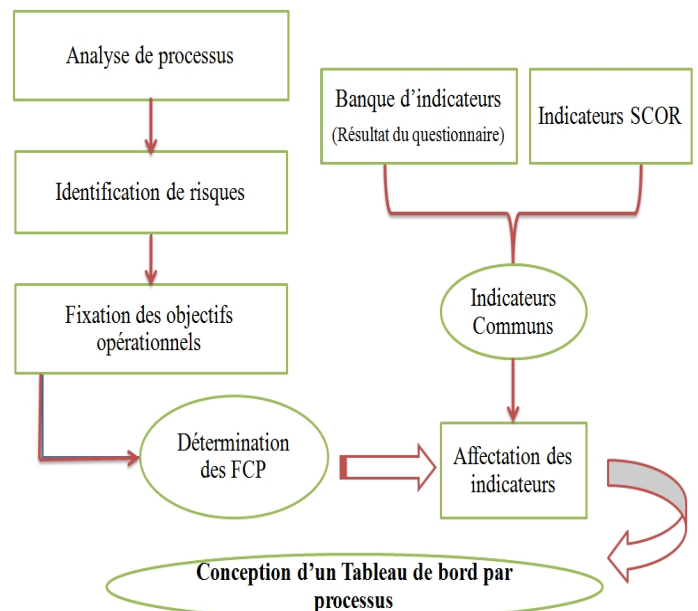 Analyse de processus
Banque d’indicateurs
(Résultat du questionnaire)
Indicateurs SCOR
Identification de risques
Fixation des objectifs
opérationnels
Indicateurs
Communs
Détermination
des FCP
Affectation des
indicateurs
Conception d’un Tableau de bord par
processus